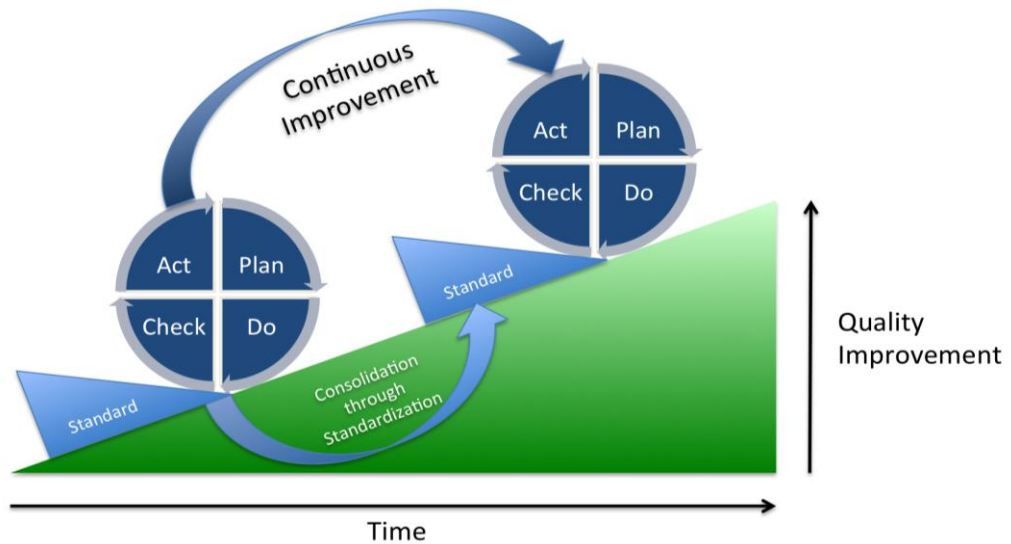 Continuous
Improvement
Act
Plan
Check
Do
Act
Plan
Check
Do
Standard
Standard
Consolidation
through
Standardization
Quality
Improvement
Time